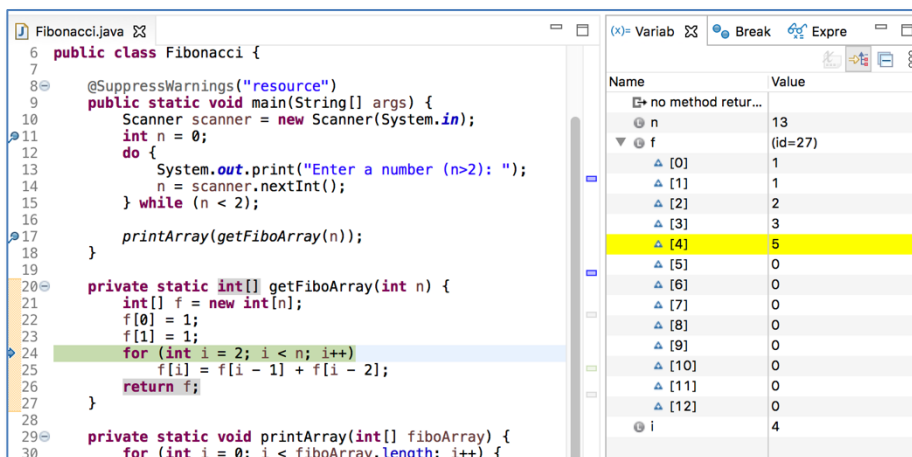 Fibonacci.java
6 public class Fibonacci {
7
8 @SuppressWarnings("resource")
9 public static void main(String[] args) {
10 Scanner scanner = new Scanner(System.in);
11 int n = 0;
12 do {
13 System.out.print("Enter a number (n>2): ");
14 n = scanner.nextInt();
15 } while (n < 2);
16
17 printArray(getFiboArray(n));
18 }
19
20 private static int[] getFiboArray(int n) {
21 int[] f = new int[n];
22 f[0] = 1;
23 f[1] = 1;
24 for (int i = 2; i < n; i++)
25 f[i] = f[i - 1] + f[i - 2];
26 return f;
27 }
28
29 private static void printArray(int[] fiboArray) {
30 for (int i = 0; i < fiboArray.length; i++) {
(x)= Variab Break Expre
Name Value
no method retur...
n 13
f (id=27)
[0] 1
[1] 1
[2] 2
[3] 3
[4] 5
[5] 0
[6] 0
[7] 0
[8] 0
[9] 0
[10] 0
[11] 0
[12] 0
i 4